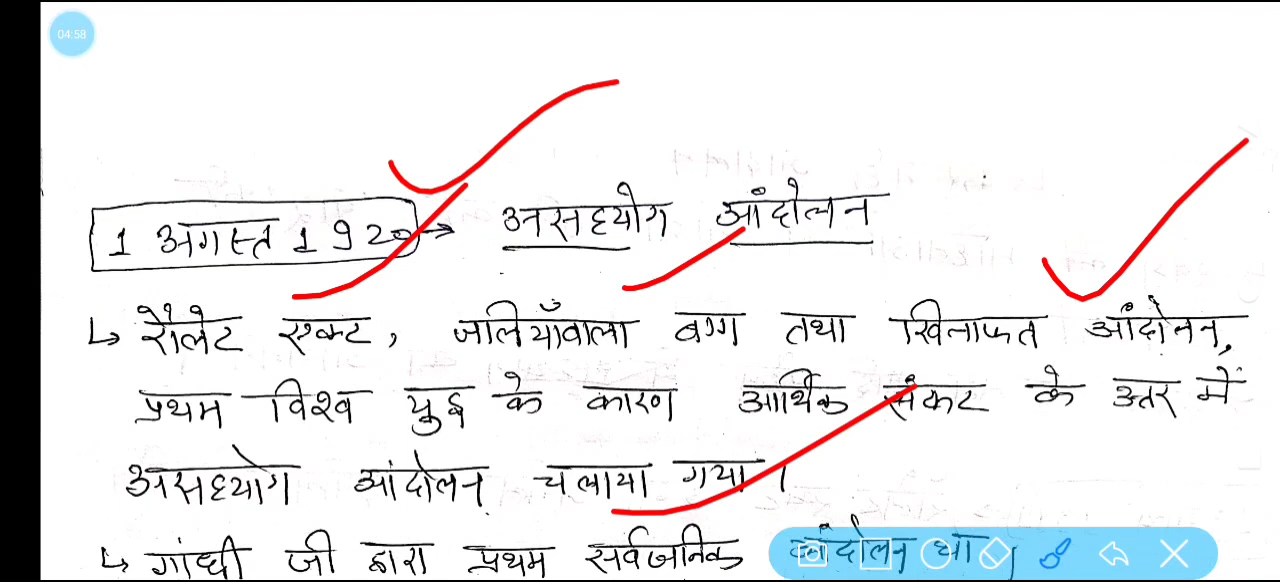 04:58
1 अगस्त 1920 → असहयोग आंदोलन
↳ रौलेट एक्ट, जलियाँवाला बाग तथा खिलाफत आंदोलन,
प्रथम विश्व युद्ध के कारण आर्थिक संकट के उत्तर में
असहयोग आंदोलन चलाया गया।
↳ गांधी जी द्वारा प्रथम सर्वजनिक आंदोलन था।